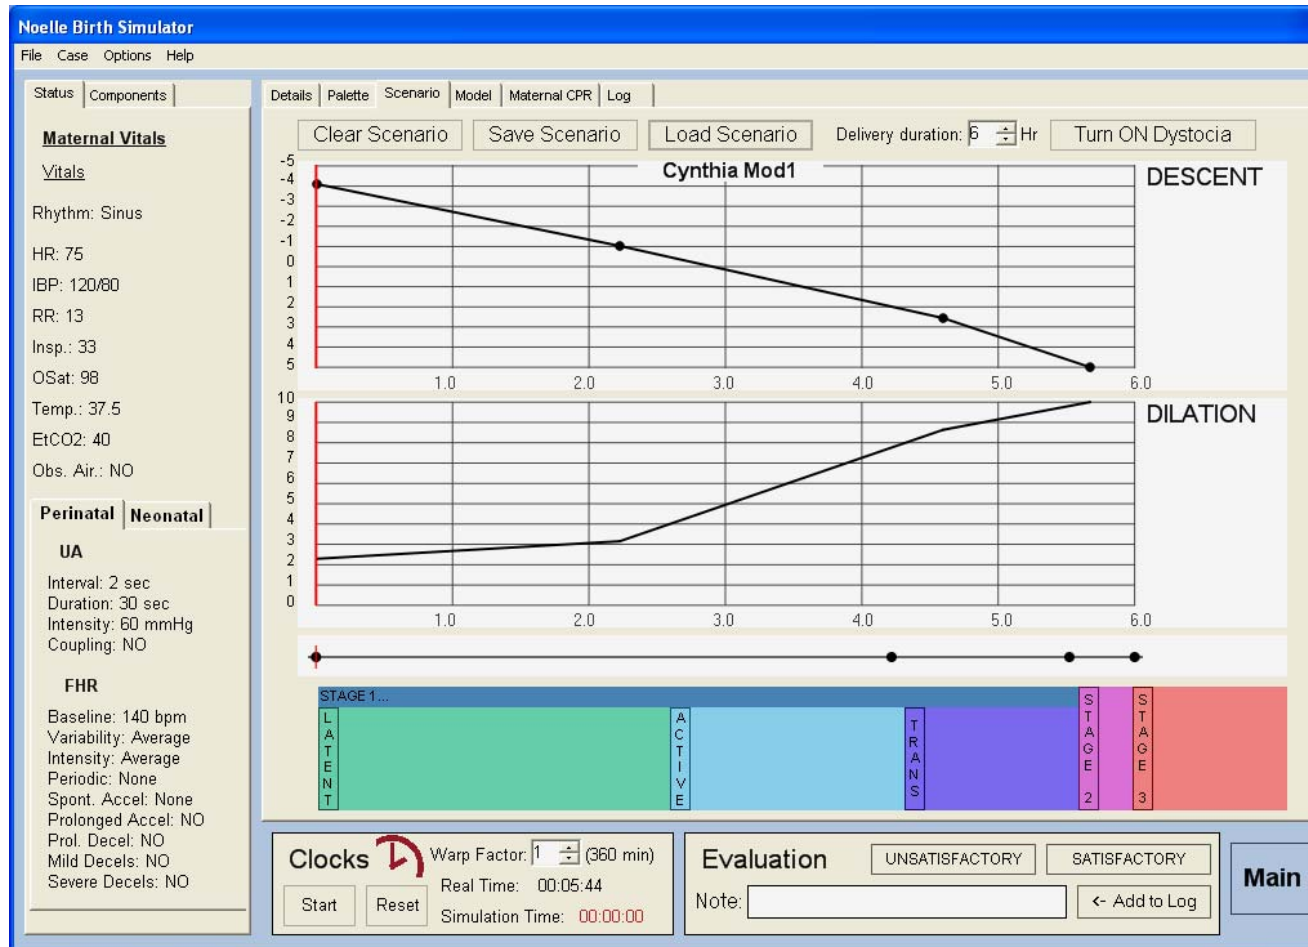 Noelle Birth Simulator
File Case Options Help
Status Components
Maternal Vitals
Vitals
Rhythm: Sinus
HR: 75
IBP: 120/80
RR: 13
Insp.: 33
OSat: 98
Temp.: 37.5
EtCO2: 40
Obs. Air.: NO
Perinatal Neonatal
UA
Interval: 2 sec
Duration: 30 sec
Intensity: 60 mmHg
Coupling: NO
FHR
Baseline: 140 bpm
Variability: Average
Intensity: Average
Periodic: None
Spont. Accel: None
Prolonged Accel: NO
Prol. Decel: NO
Mild Decels: NO
Severe Decels: NO
Details Palette Scenario Model Maternal CPR Log
Clear Scenario Save Scenario Load Scenario Delivery duration: 6 Hr Turn ON Dystocia
Cynthia Mod1
DESCENT
-5
-4
-3
-2
-1
0
1
2
3
4
5
1.0 2.0 3.0 4.0 5.0 6.0
DILATION
10
9
8
7
6
5
4
3
2
1
0
1.0 2.0 3.0 4.0 5.0 6.0
STAGE 1...
LATENT
ACTIVE
TRANS
STAGE 2
STAGE 3
Clocks
Warp Factor: 1 (360 min)
Real Time: 00:05:44
Simulation Time: 00:00:00
Start Reset
Evaluation UNSATISFACTORY SATISFACTORY
Note: <- Add to Log
Main